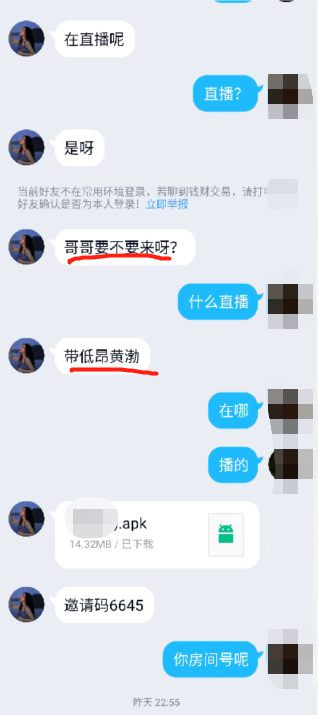 在直播呢
直播？
是呀
当前好友不在常用环境登录，若聊到钱财交易，请打
好友确认是否为本人登录！立即举报
哥哥要不要来呀？
什么直播
带低昂黄渤
在哪
播的
.apk
14.32MB / 已下载
邀请码6645
你房间号呢
昨天 22:55